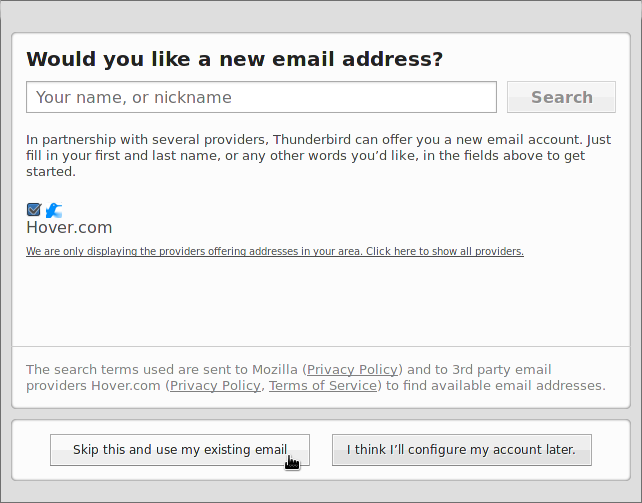 Would you like a new email address?
Your name, or nickname
Search
In partnership with several providers, Thunderbird can offer you a new email account. Just
fill in your first and last name, or any other words you’d like, in the fields above to get
started.
Hover.com
We are only displaying the providers offering addresses in your area. Click here to show all providers.
The search terms used are sent to Mozilla (Privacy Policy) and to 3rd party email
providers Hover.com (Privacy Policy, Terms of Service) to find available email addresses.
Skip this and use my existing email
I think I’ll configure my account later.